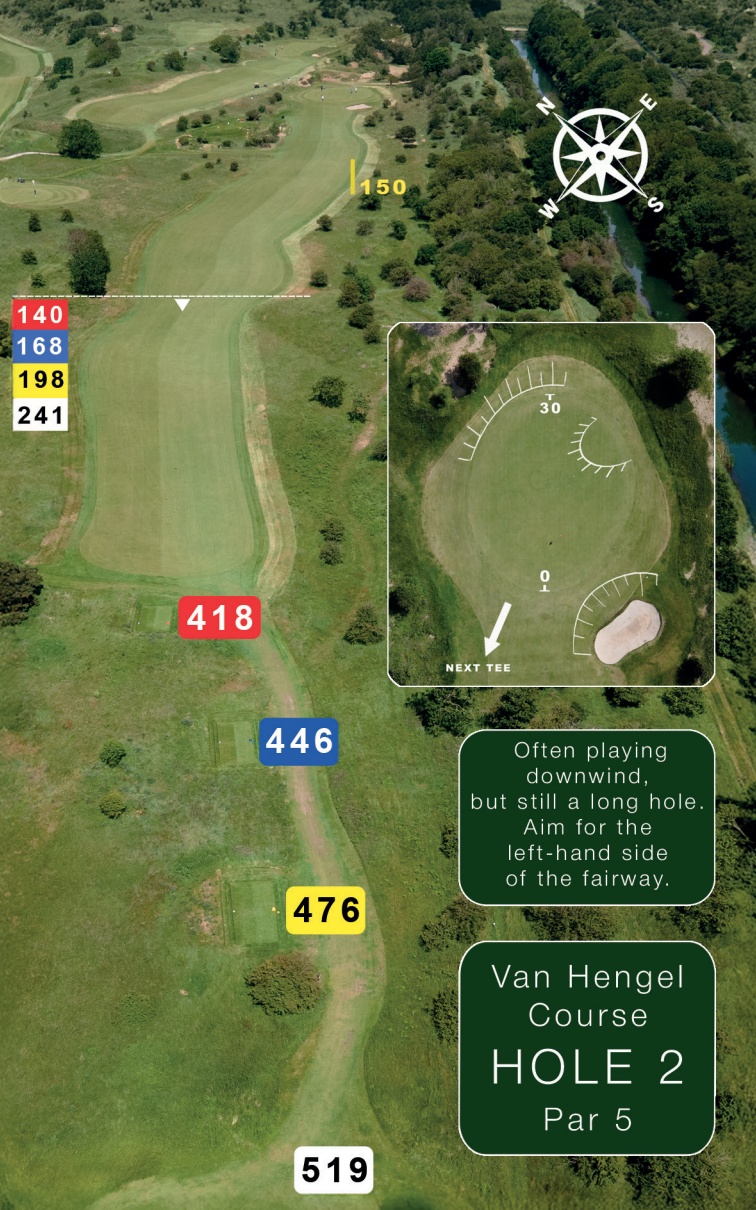 N
E
W
S
150
140
168
198
241
30
0
NEXT TEE
418
446
476
519
Often playing
downwind,
but still a long hole.
Aim for the
left-hand side
of the fairway.
Van Hengel
Course
HOLE 2
Par 5